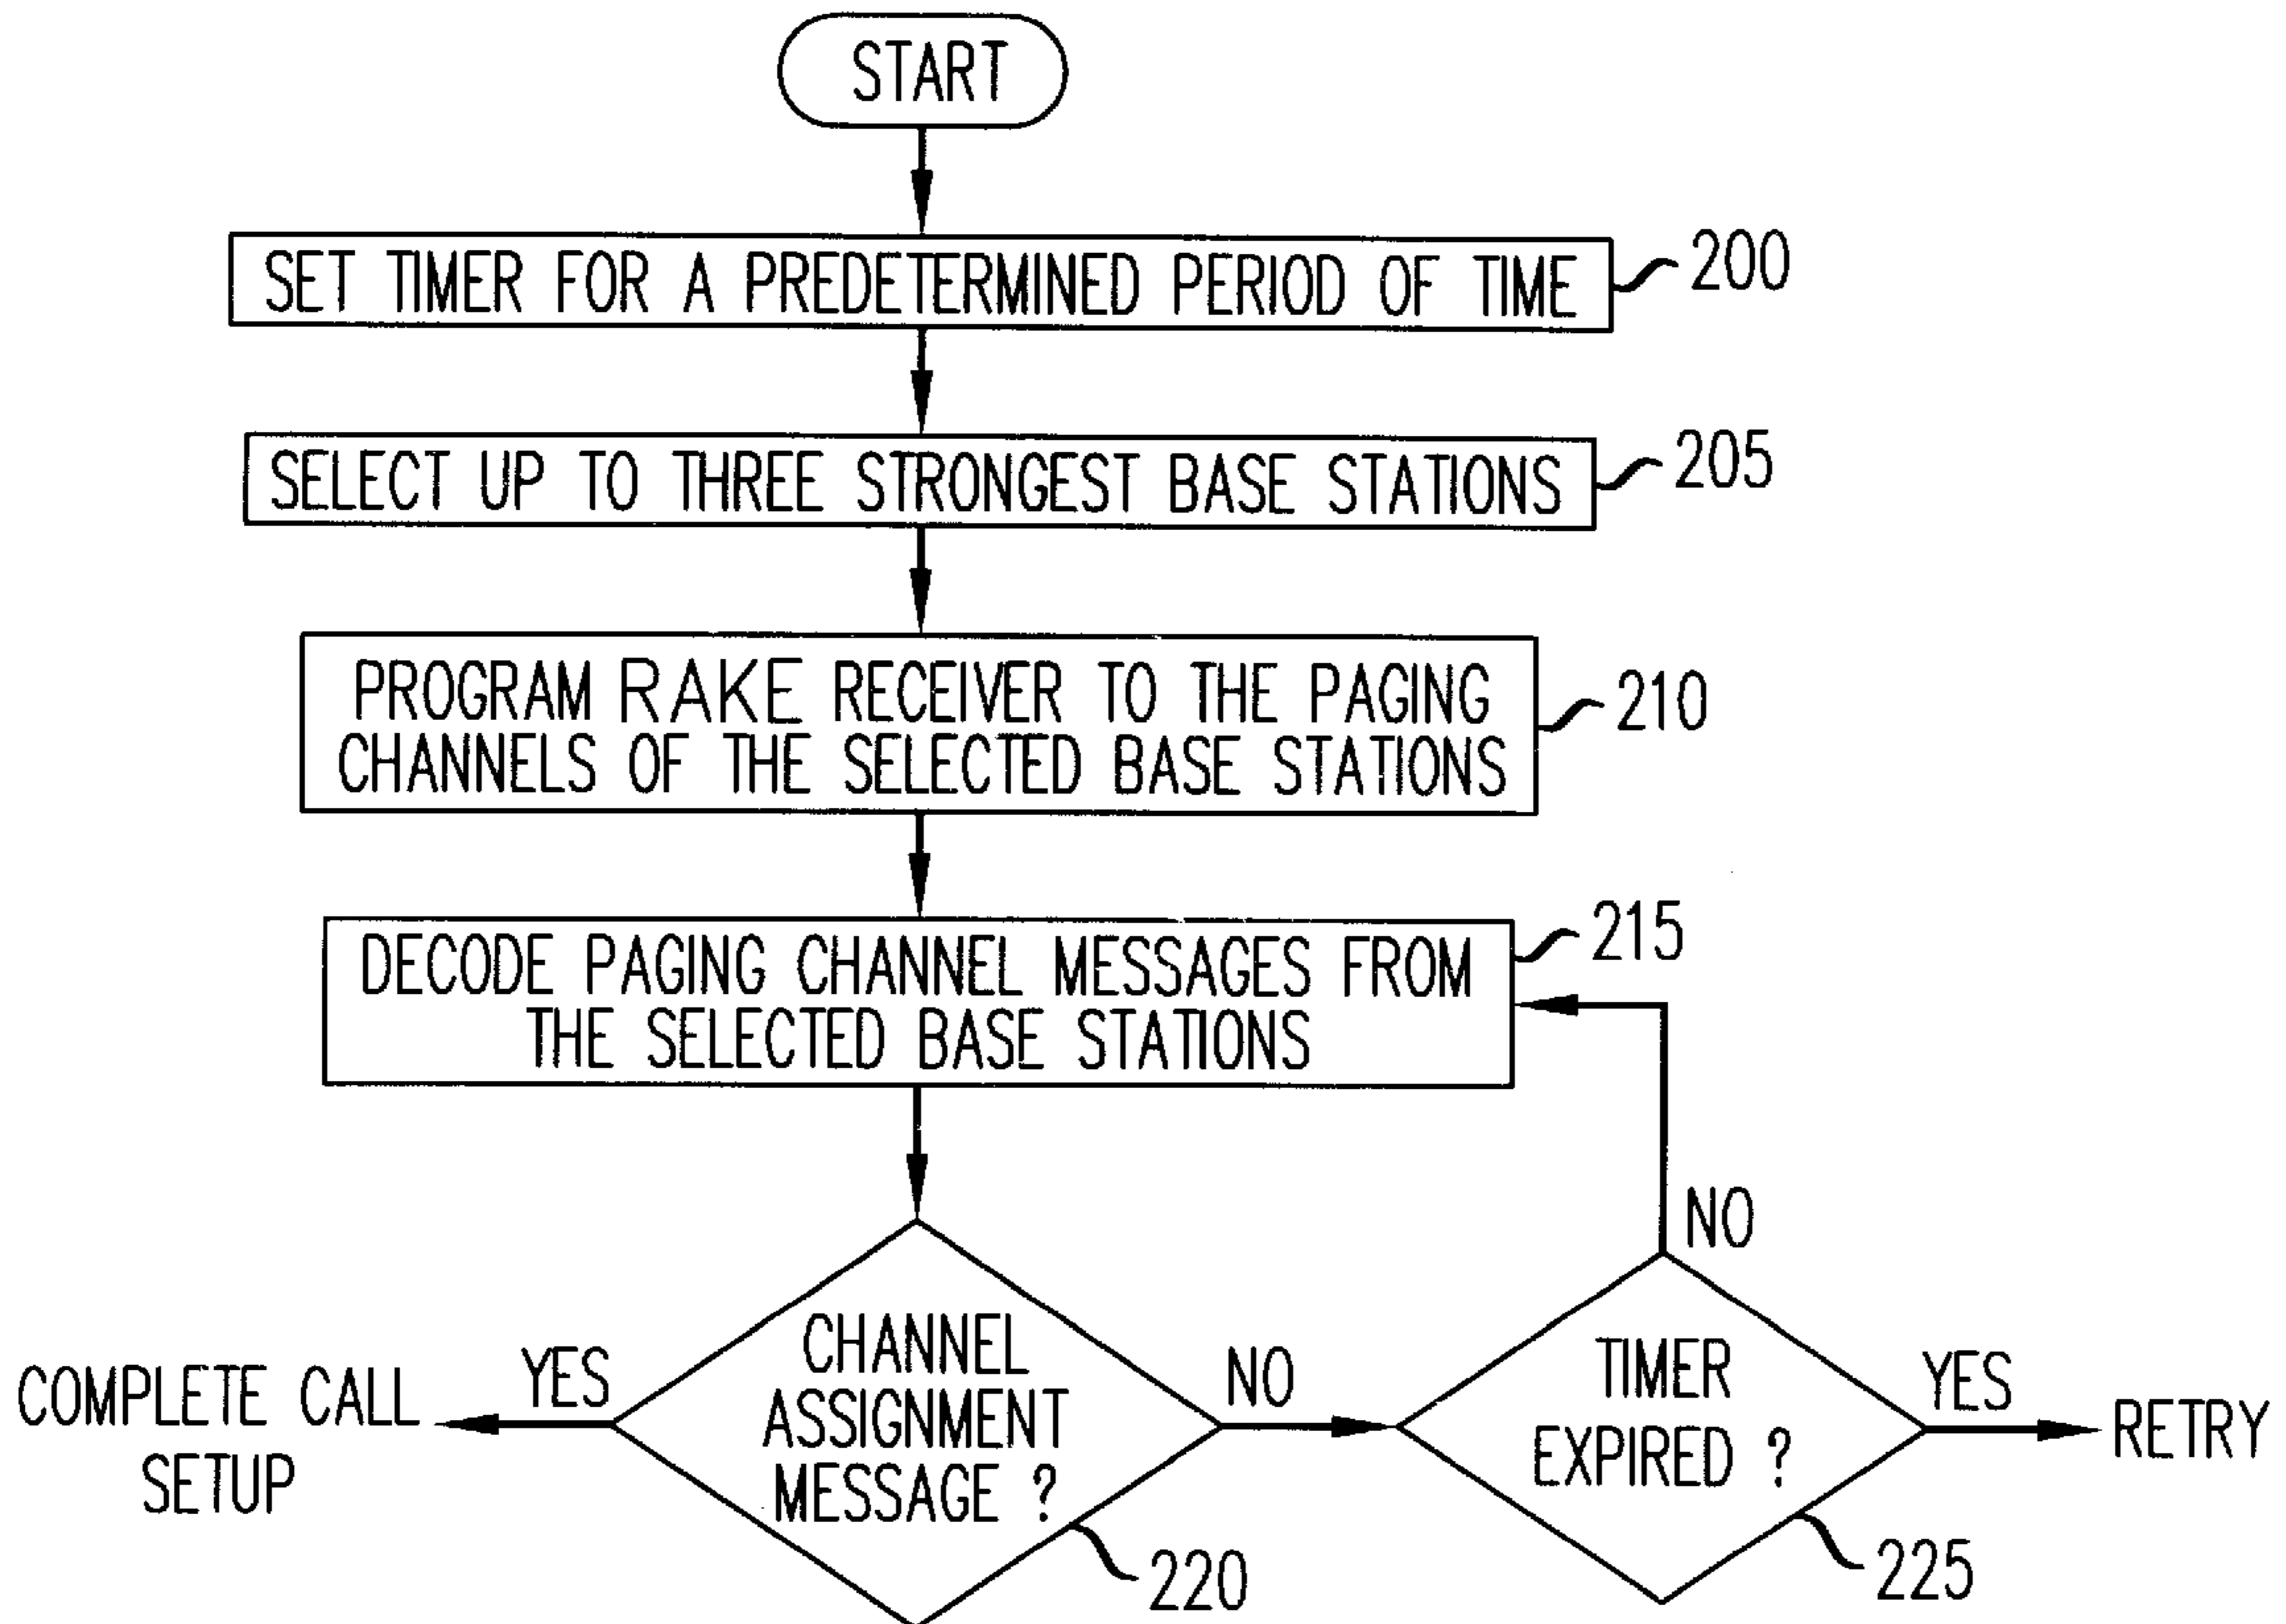 START
SET TIMER FOR A PREDETERMINED PERIOD OF TIME
200
SELECT UP TO THREE STRONGEST BASE STATIONS
205
PROGRAM RAKE RECEIVER TO THE PAGING
CHANNELS OF THE SELECTED BASE STATIONS
210
DECODE PAGING CHANNEL MESSAGES FROM
THE SELECTED BASE STATIONS
215
NO
COMPLETE CALL
SETUP
YES
CHANNEL
ASSIGNMENT
MESSAGE ?
NO
TIMER
EXPIRED ?
YES
RETRY
220
225